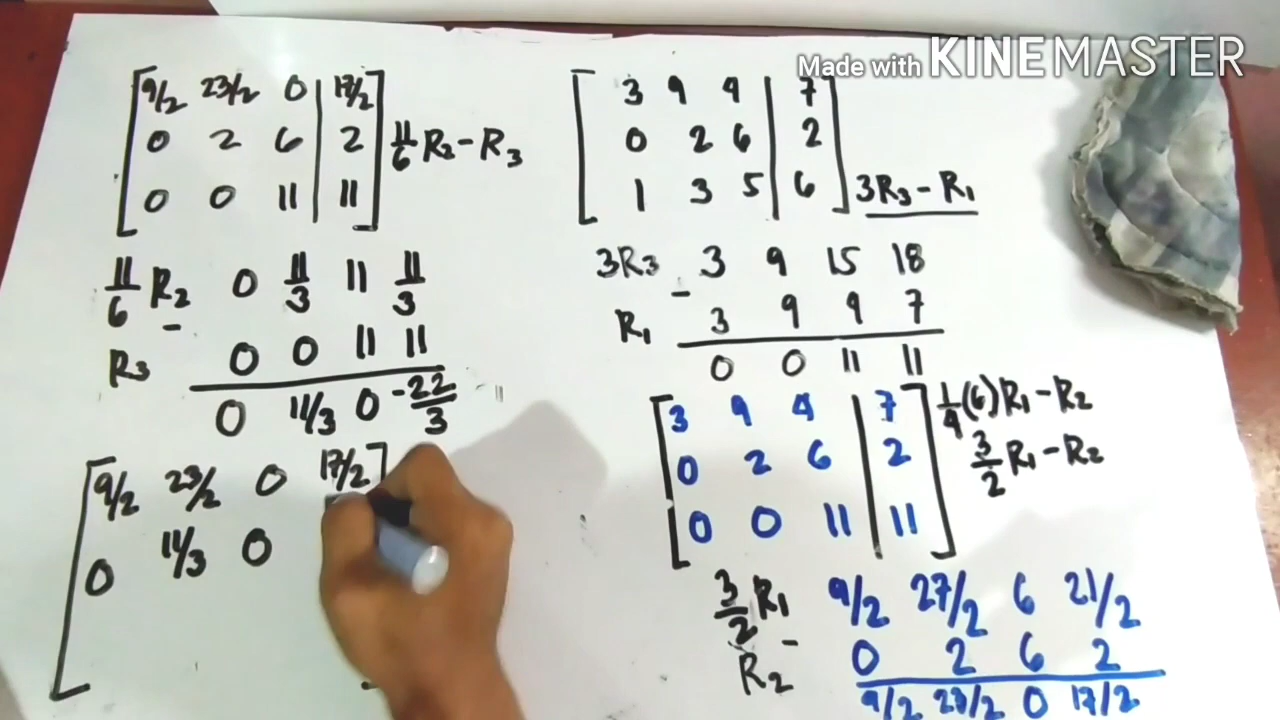 Made with KINEMASTER
3 9 4 | 7
0 2 6 | 2
1 3 5 | 6 3R3 - R1
3R3 3 9 15 18
-
R1 3 9 4 7
0 0 11 11
3 9 4 | 7 1/4(6)R1 - R2
0 2 6 | 2 3/2 R1 - R2
0 0 11 | 11
3/2 R1 9/2 27/2 6 21/2
-
R2 0 2 6 2
9/2 23/2 0 17/2
9/2 23/2 0 | 17/2
0 2 6 | 2 11/6 R2 - R3
0 0 11 | 11
11/6 R2 0 11/3 11 11/3
-
R3 0 0 11 11
0 11/3 0 -22/3
9/2 23/2 0 17/2
0 11/3 0